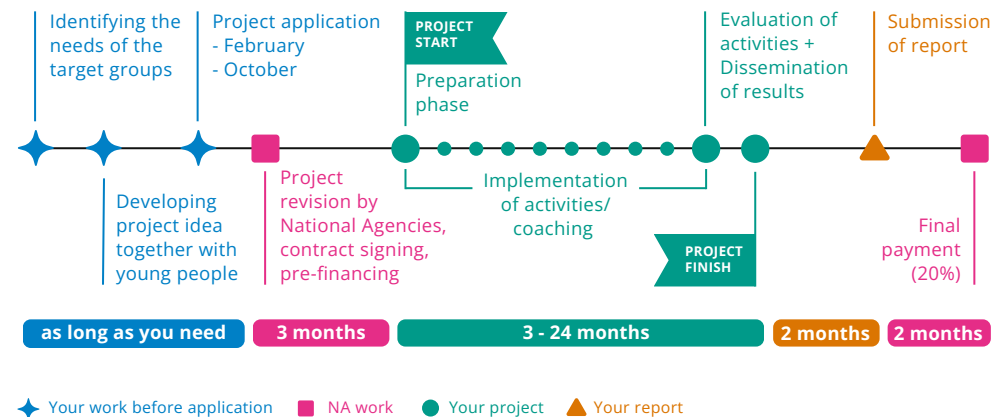 Identifying the
needs of the
target groups
Project application
- February
- October
PROJECT
START
Preparation
phase
Evaluation of
activities +
Dissemination
of results
Submission
of report
Developing
project idea
together with
young people
Project
revision by
National Agencies,
contract signing,
pre-financing
Implementation
of activities/
coaching
PROJECT
FINISH
Final
payment
(20%)
as long as you need
3 months
3 - 24 months
2 months
2 months
Your work before application
NA work
Your project
Your report